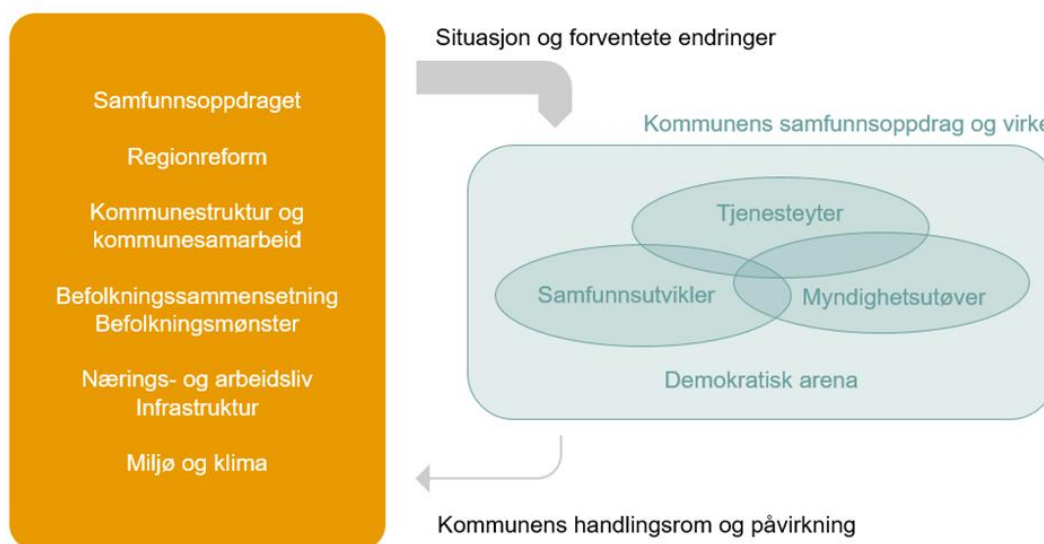 Samfunnsoppdraget
Regionreform
Kommunestruktur og
kommunesamarbeid
Befolkningssammensetning
Befolkningsmønster
Nærings- og arbeidsliv
Infrastruktur
Miljø og klima
Situasjon og forventete endringer
Kommunens samfunnsoppdrag og virke
Tjenesteyter
Samfunnsutvikler
Myndighetsutøver
Demokratisk arena
Kommunens handlingsrom og påvirkning